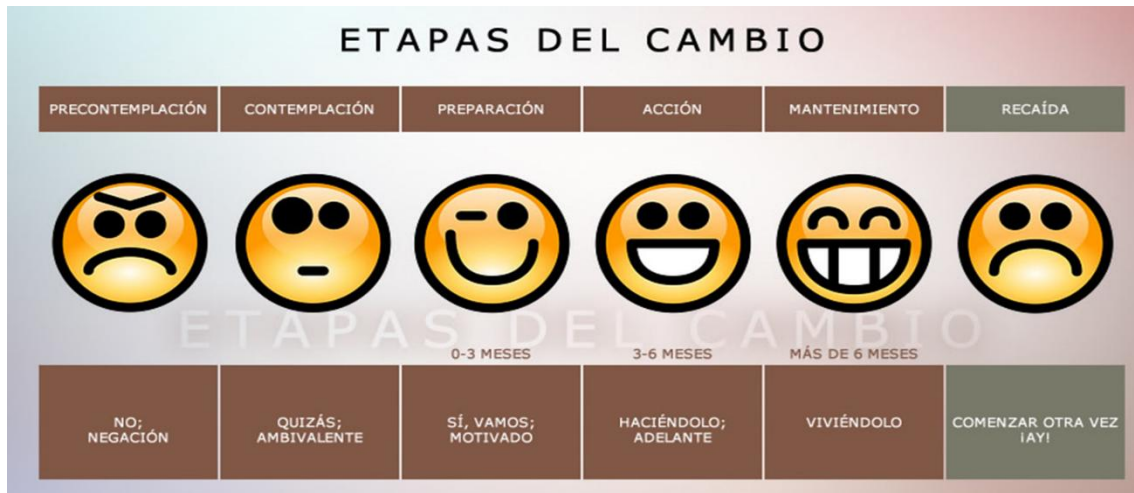 ETAPAS DEL CAMBIO
PRECONTEMPLACIÓN
CONTEMPLACIÓN
PREPARACIÓN
ACCIÓN
MANTENIMIENTO
RECAÍDA
ETAPAS DEL CAMBIO
0-3 MESES
3-6 MESES
MÁS DE 6 MESES
NO;
NEGACIÓN
QUIZÁS;
AMBIVALENTE
SÍ, VAMOS;
MOTIVADO
HACIÉNDOLO;
ADELANTE
VIVIÉNDOLO
COMENZAR OTRA VEZ
¡AY!